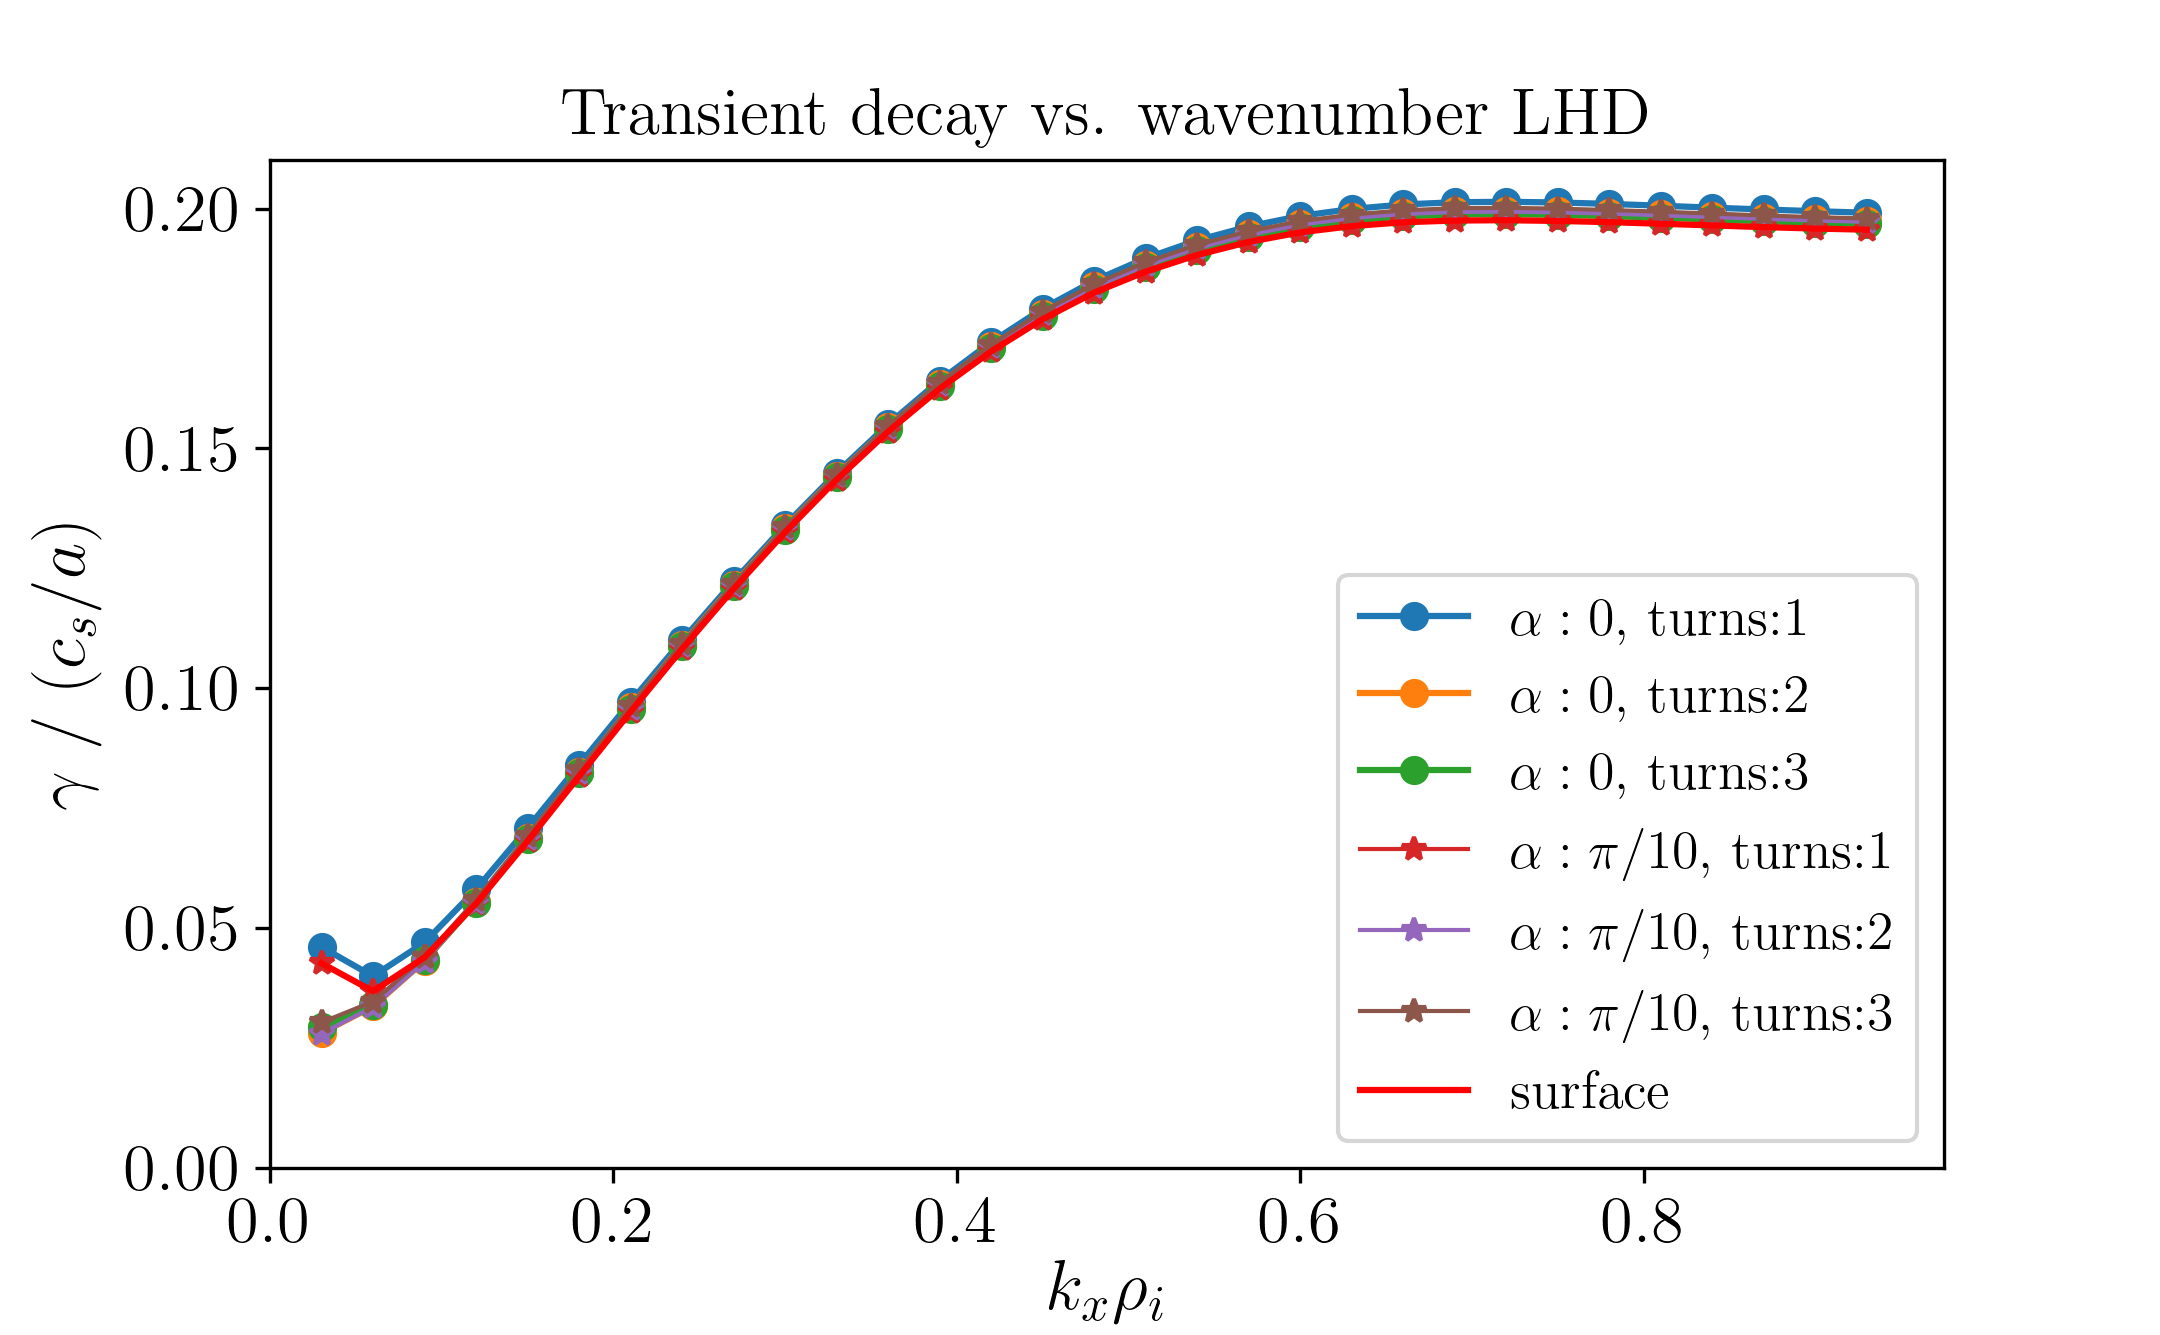 Transient decay vs. wavenumber LHD
γ / (c_s/a)
0.20
0.15
0.10
0.05
0.00
0.0 0.2 0.4 0.6 0.8
k_xρ_i
α : 0, turns:1
α : 0, turns:2
α : 0, turns:3
α : π/10, turns:1
α : π/10, turns:2
α : π/10, turns:3
surface